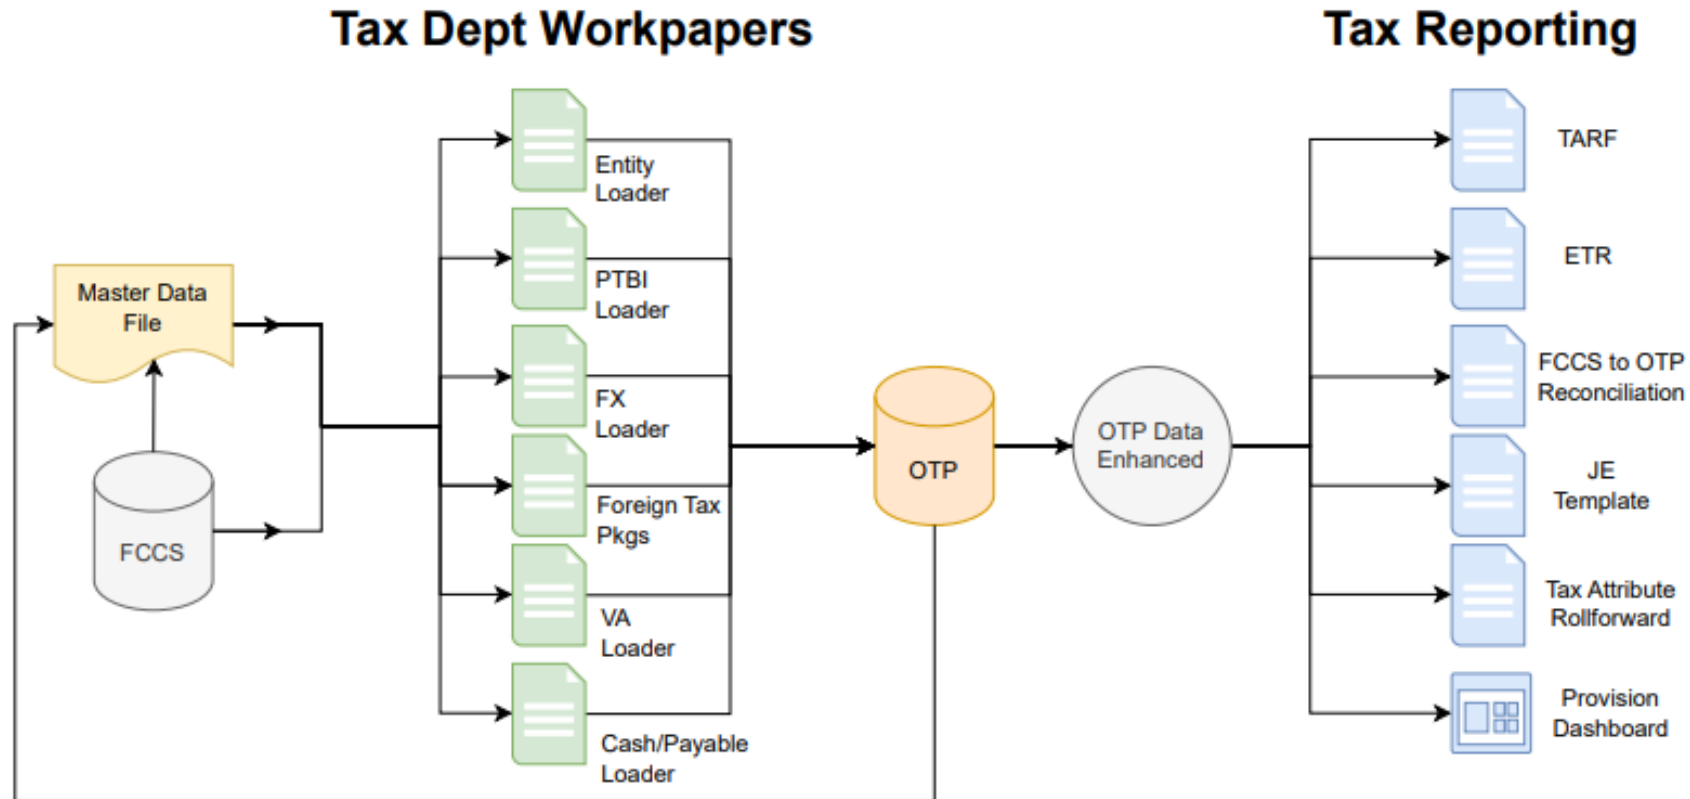 Tax Dept Workpapers
Tax Reporting
Master Data
File
FCCS
Entity
Loader
PTBI
Loader
FX
Loader
Foreign Tax
Pkgs
VA
Loader
Cash/Payable
Loader
OTP
OTP Data
Enhanced
TARF
ETR
FCCS to OTP
Reconciliation
JE
Template
Tax Attribute
Rollforward
Provision
Dashboard